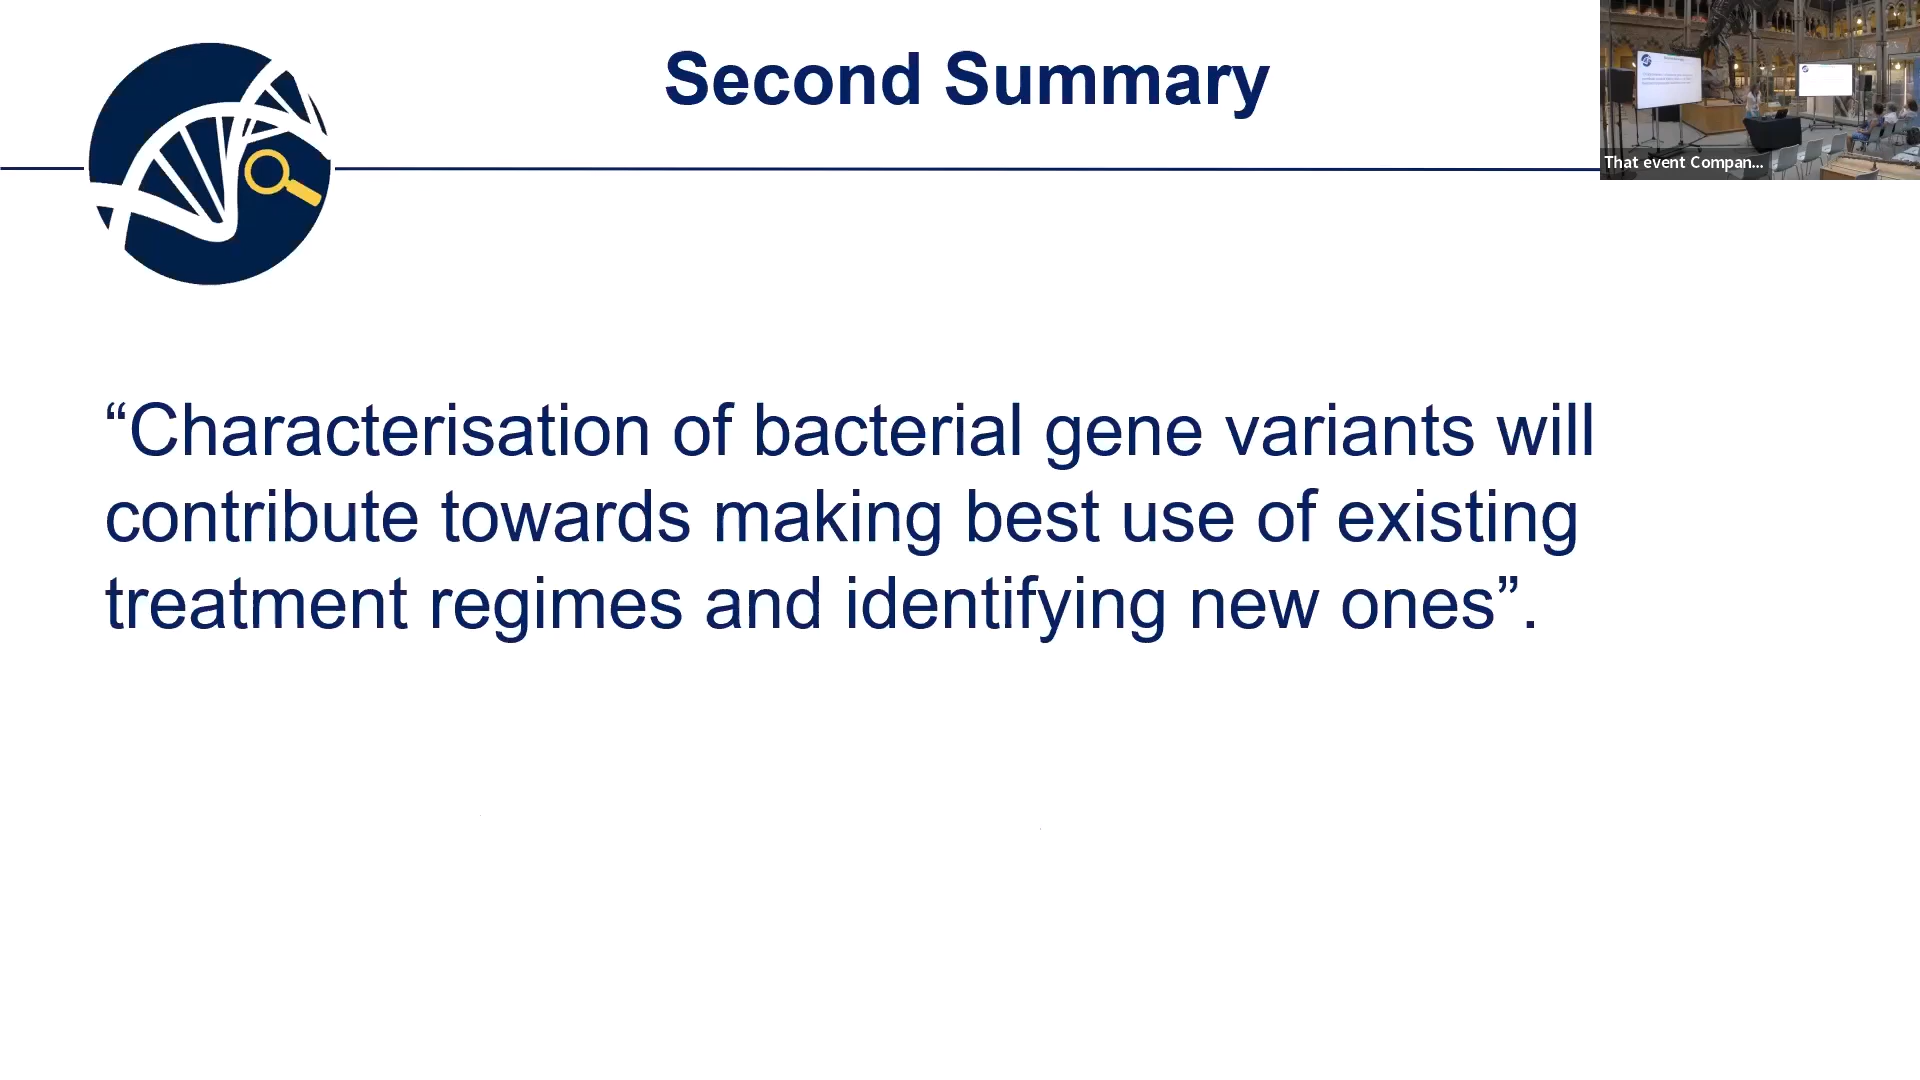 Second Summary
That event Compan...
“Characterisation of bacterial gene variants will
contribute towards making best use of existing
treatment regimes and identifying new ones”.